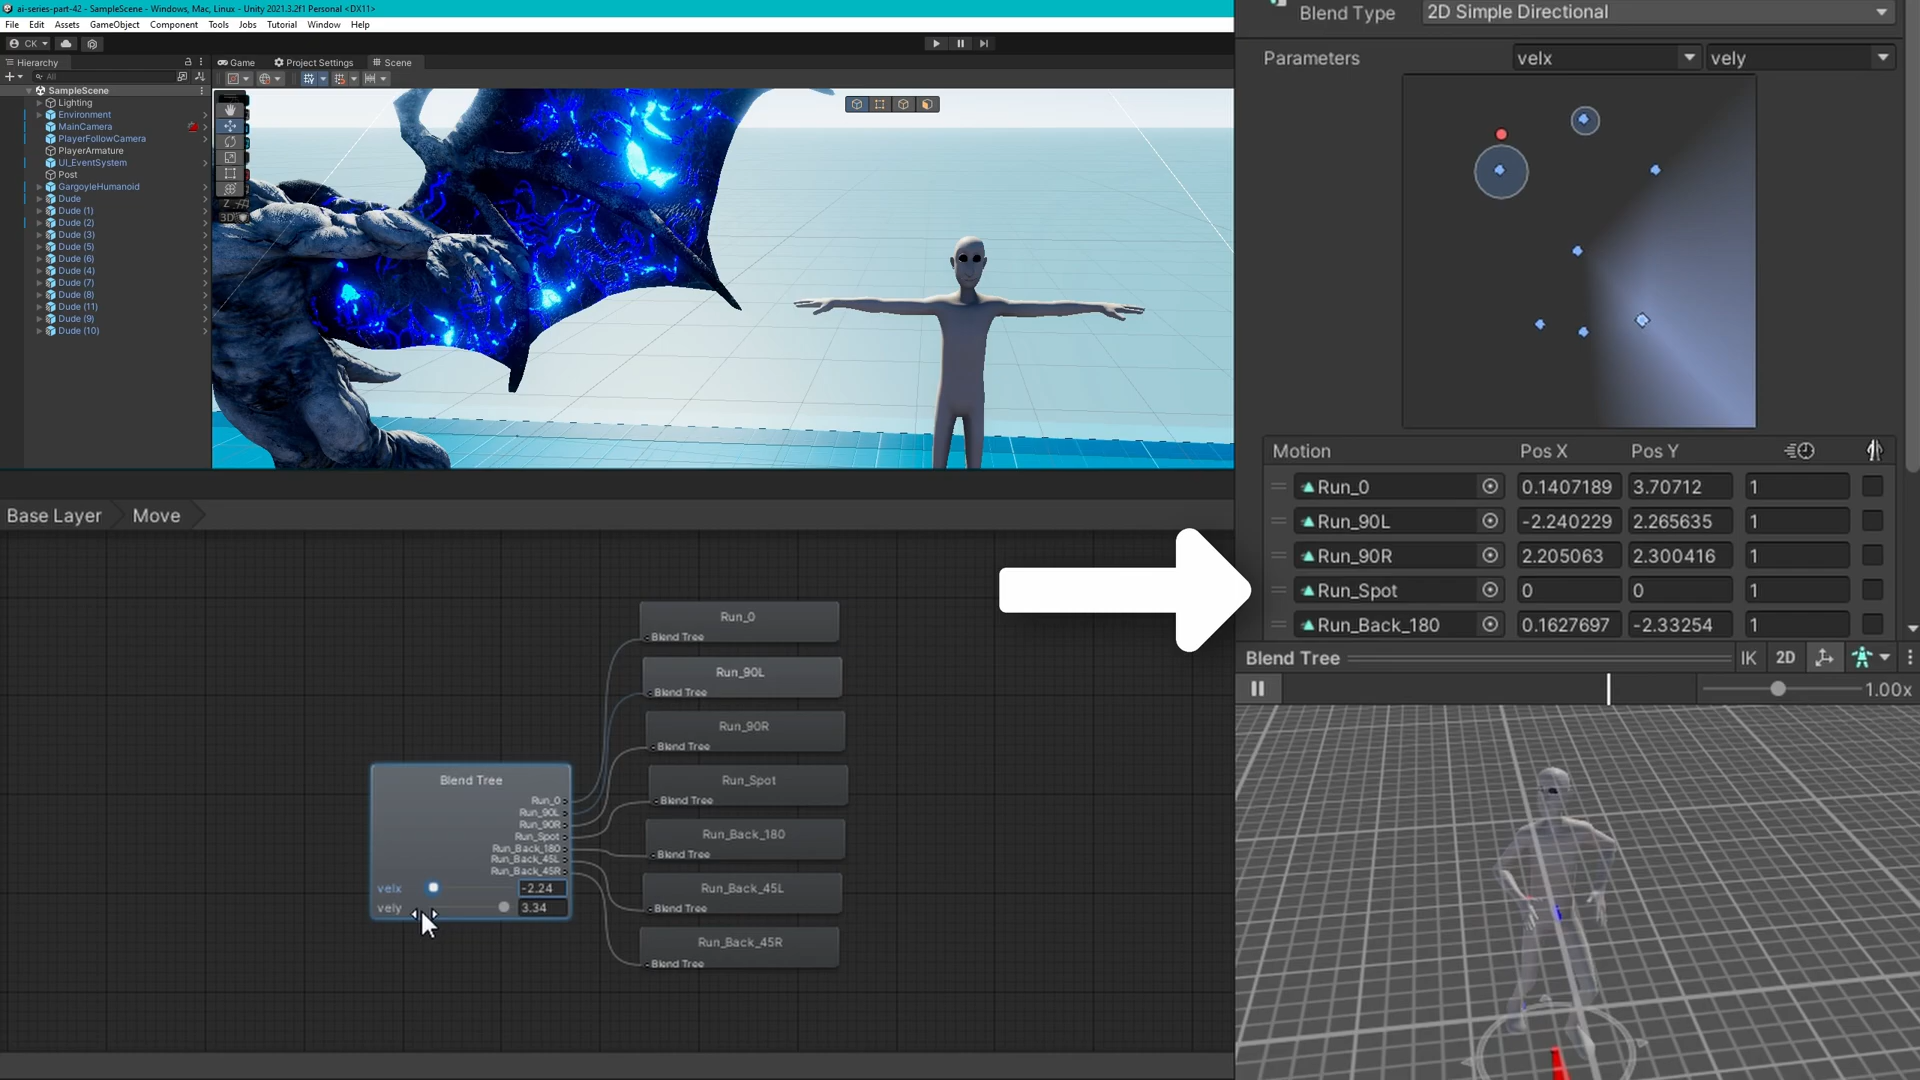 ai-series-part-42 - SampleScene - Windows, Mac, Linux - Unity 2021.3.2f1 Personal <DX11>
File Edit Assets GameObject Component Tools Jobs Tutorial Window Help
CK
Hierarchy
All
SampleScene
Lighting
Environment
MainCamera
PlayerFollowCamera
PlayerArmature
UI_EventSystem
Post
GargoyleHumanoid
Dude
Dude (1)
Dude (2)
Dude (3)
Dude (5)
Dude (6)
Dude (4)
Dude (7)
Dude (8)
Dude (11)
Dude (9)
Dude (10)
Game Project Settings Scene
Z
3D
Base Layer Move
Blend Tree
Run_0
Run_90L
Run_90R
Run_Spot
Run_Back_180
Run_Back_45L
Run_Back_45R
velx -2.24
vely 3.34
Run_0
Blend Tree
Run_90L
Blend Tree
Run_90R
Blend Tree
Run_Spot
Blend Tree
Run_Back_180
Blend Tree
Run_Back_45L
Blend Tree
Run_Back_45R
Blend Tree
Blend Type 2D Simple Directional
Parameters velx vely
Motion Pos X Pos Y
Run_0 0.1407189 3.70712 1
Run_90L -2.240229 2.265635 1
Run_90R 2.205063 2.300416 1
Run_Spot 0 0 1
Run_Back_180 0.1627697 -2.33254 1
Blend Tree IK 2D
1.00x